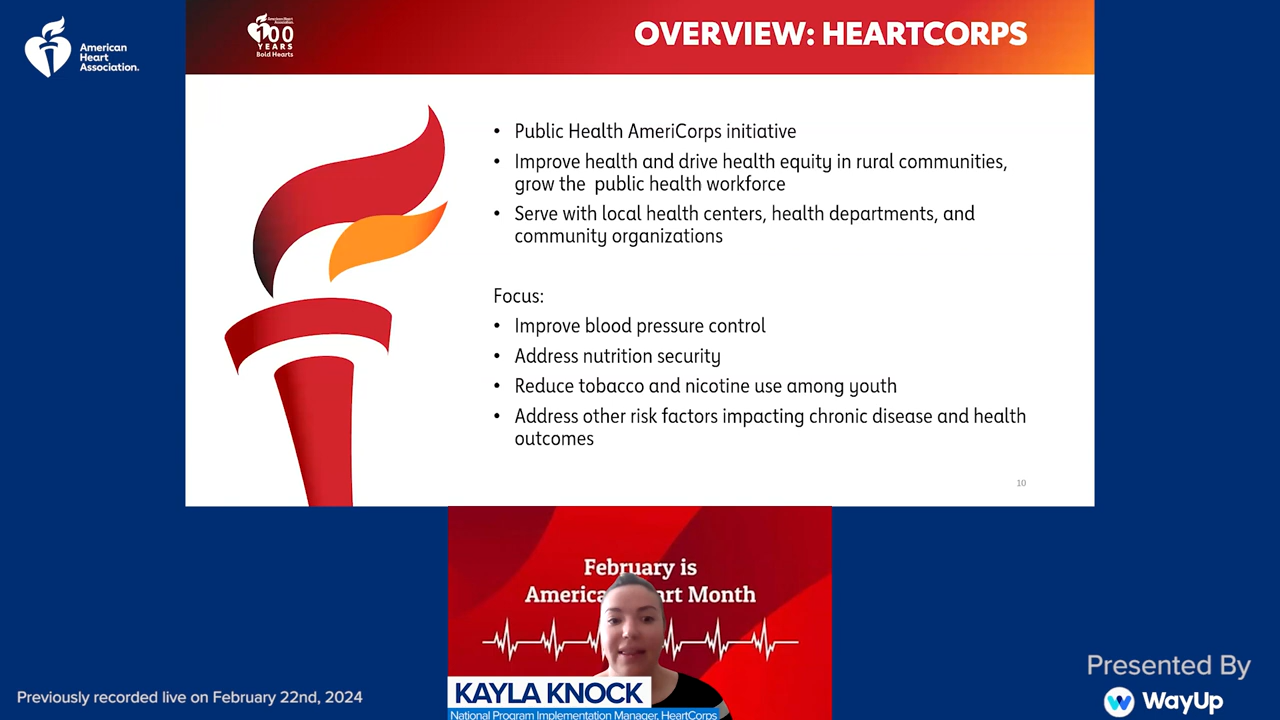 American
Heart
Association.
American Heart
Association.
100
YEARS
Bold Hearts
OVERVIEW: HEARTCORPS
• Public Health AmeriCorps initiative
• Improve health and drive health equity in rural communities,
grow the public health workforce
• Serve with local health centers, health departments, and
community organizations
Focus:
• Improve blood pressure control
• Address nutrition security
• Reduce tobacco and nicotine use among youth
• Address other risk factors impacting chronic disease and health
outcomes
10
February is
America rt Month
KAYLA KNOCK
National Program Implementation Manager, HeartCorps
Previously recorded live on February 22nd, 2024
Presented By
WayUp